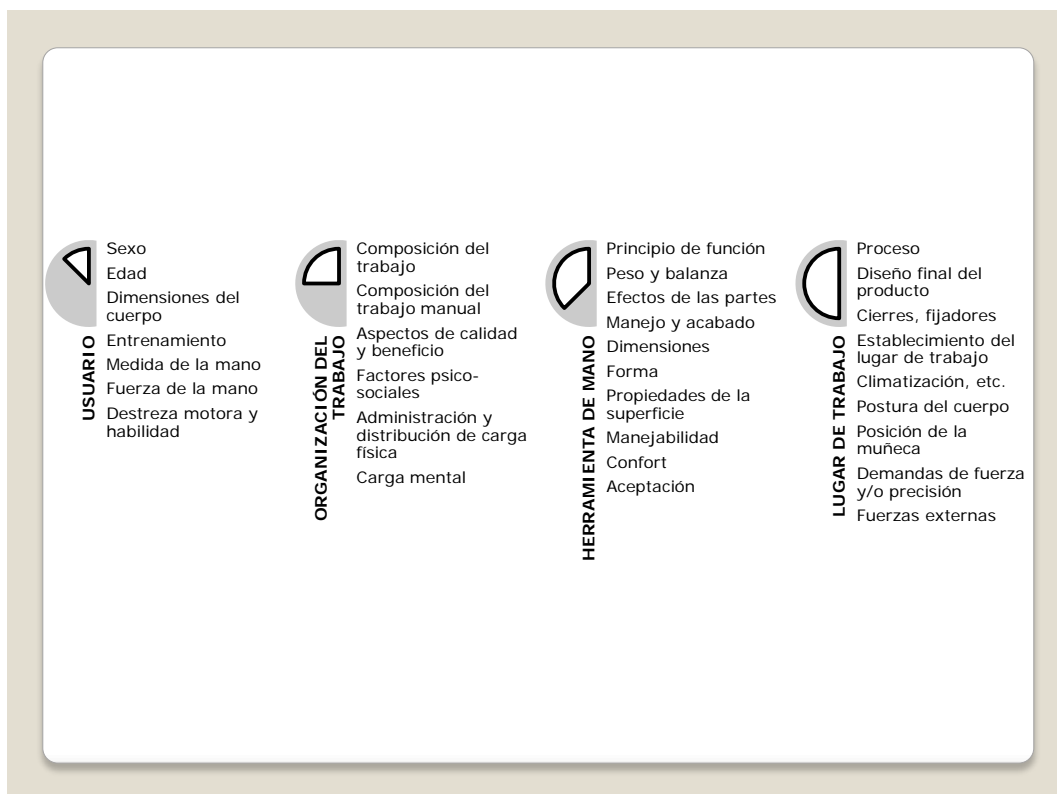 USUARIO
Sexo
Edad
Dimensiones del
cuerpo
Entrenamiento
Medida de la mano
Fuerza de la mano
Destreza motora y
habilidad
ORGANIZACIÓN DEL
TRABAJO
Composición del
trabajo
Composición del
trabajo manual
Aspectos de calidad
y beneficio
Factores psico-
sociales
Administración y
distribución de carga
física
Carga mental
HERRAMIENTA DE MANO
Principio de función
Peso y balanza
Efectos de las partes
Manejo y acabado
Dimensiones
Forma
Propiedades de la
superficie
Manejabilidad
Confort
Aceptación
LUGAR DE TRABAJO
Proceso
Diseño final del
producto
Cierres, fijadores
Establecimiento del
lugar de trabajo
Climatización, etc.
Postura del cuerpo
Posición de la
muñeca
Demandas de fuerza
y/o precisión
Fuerzas externas